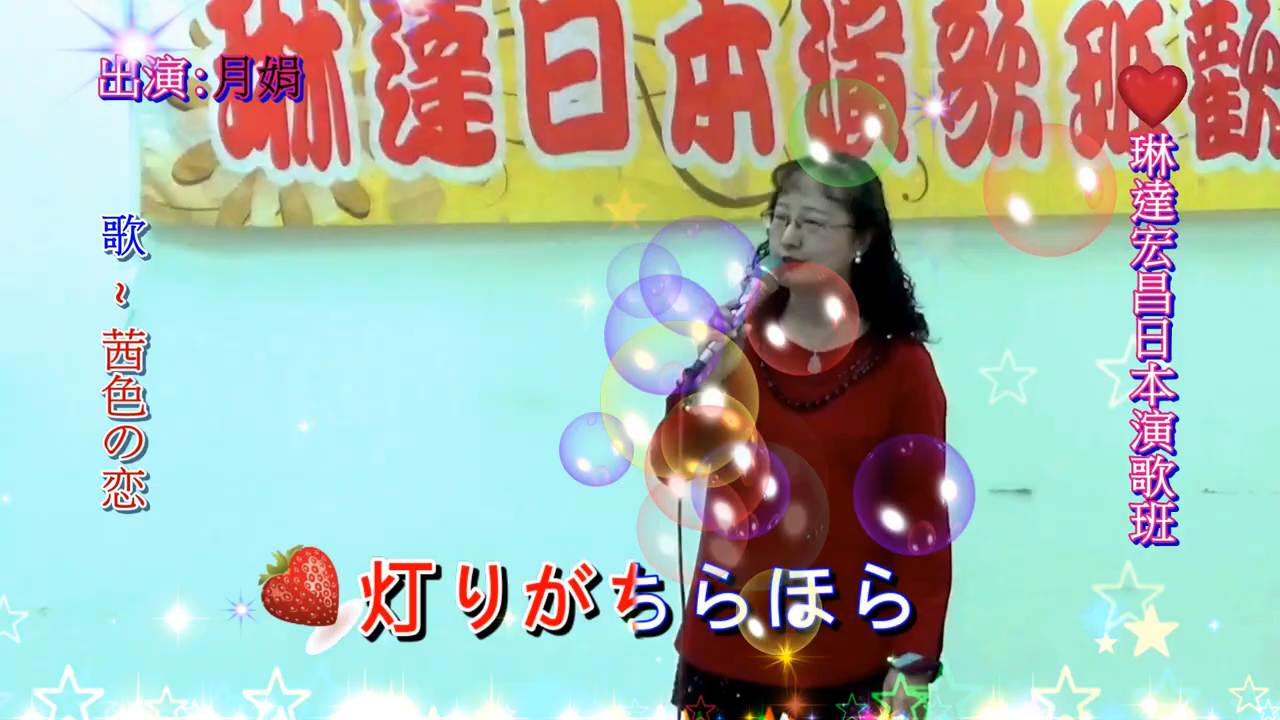 琳達日本演歌班歡
出演:月娟
歌~茜色の恋
琳達宏昌日本演歌班
灯りがちらほら